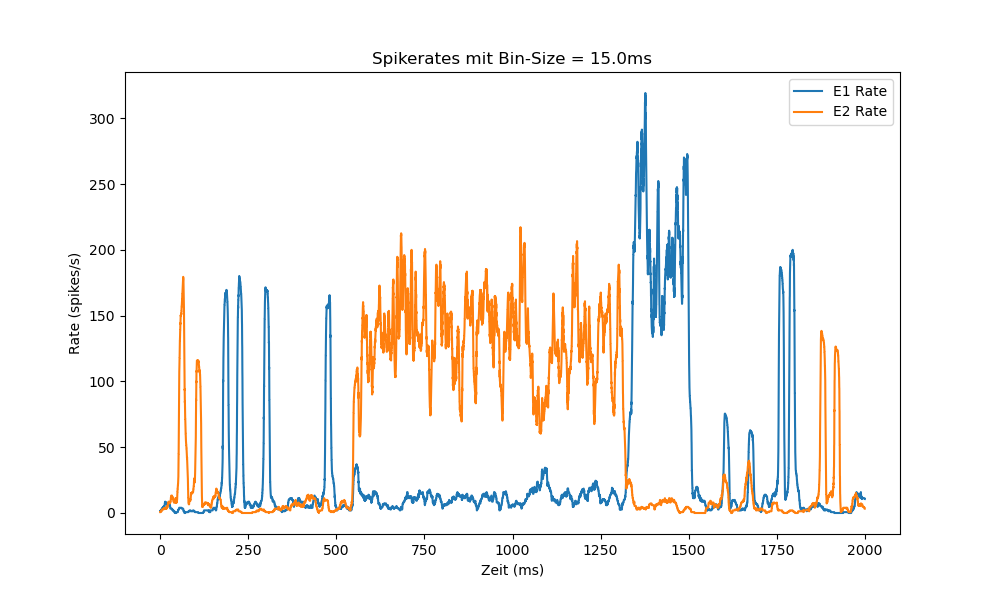 Spikerates mit Bin-Size = 15.0ms
E1 Rate
E2 Rate
Rate (spikes/s)
300
250
200
150
100
50
0
0 250 500 750 1000 1250 1500 1750 2000
Zeit (ms)